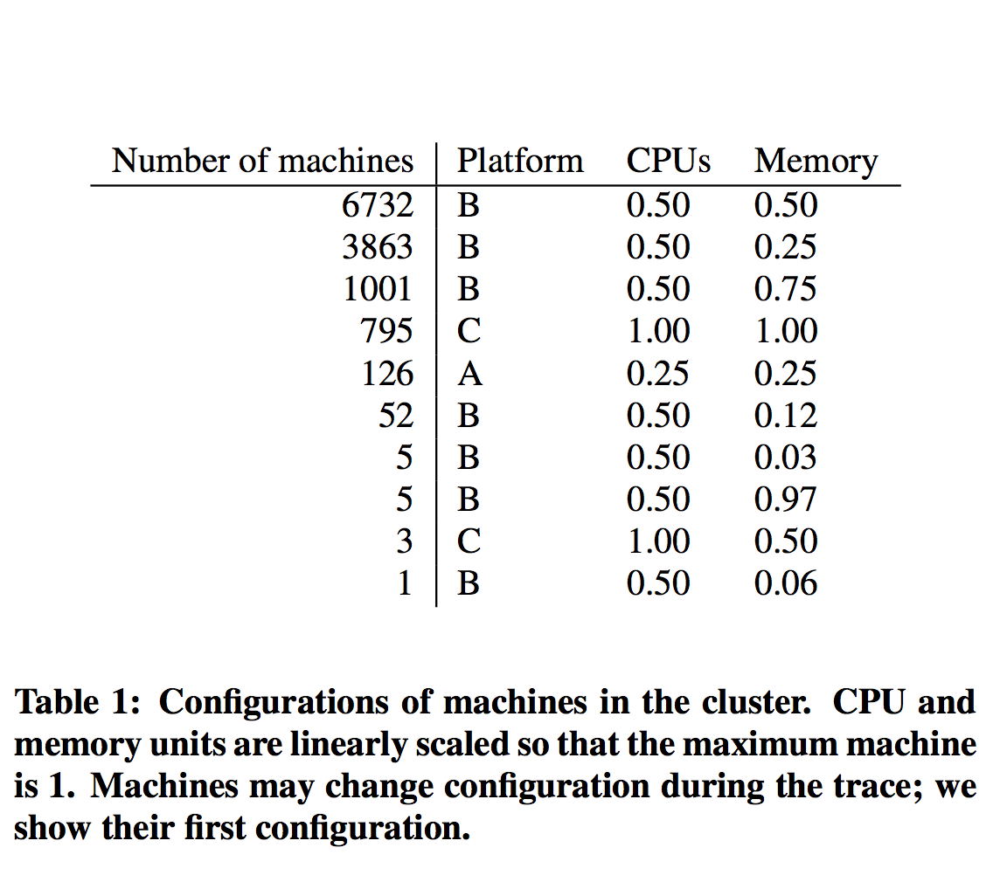 Number of machines Platform CPUs Memory
6732 B 0.50 0.50
3863 B 0.50 0.25
1001 B 0.50 0.75
795 C 1.00 1.00
126 A 0.25 0.25
52 B 0.50 0.12
5 B 0.50 0.03
5 B 0.50 0.97
3 C 1.00 0.50
1 B 0.50 0.06
Table 1: Configurations of machines in the cluster. CPU and
memory units are linearly scaled so that the maximum machine
is 1. Machines may change configuration during the trace; we
show their first configuration.